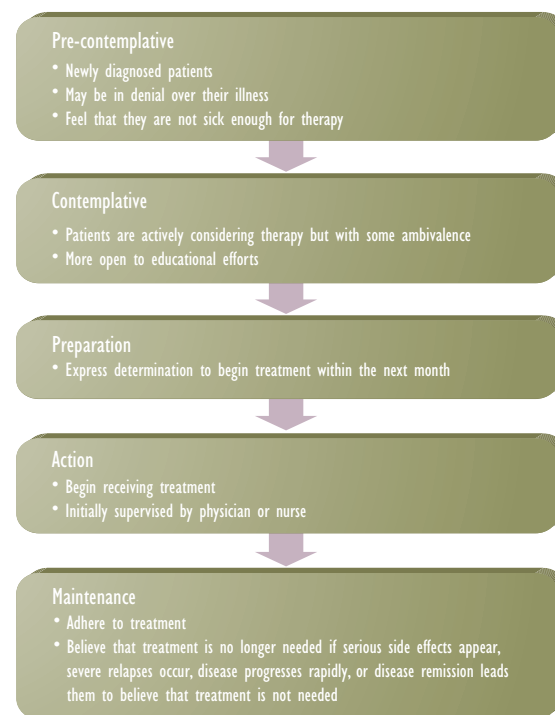 Pre-contemplative
• Newly diagnosed patients
• May be in denial over their illness
• Feel that they are not sick enough for therapy
Contemplative
• Patients are actively considering therapy but with some ambivalence
• More open to educational efforts
Preparation
• Express determination to begin treatment within the next month
Action
• Begin receiving treatment
• Initially supervised by physician or nurse
Maintenance
• Adhere to treatment
• Believe that treatment is no longer needed if serious side effects appear,
severe relapses occur, disease progresses rapidly, or disease remission leads
them to believe that treatment is not needed